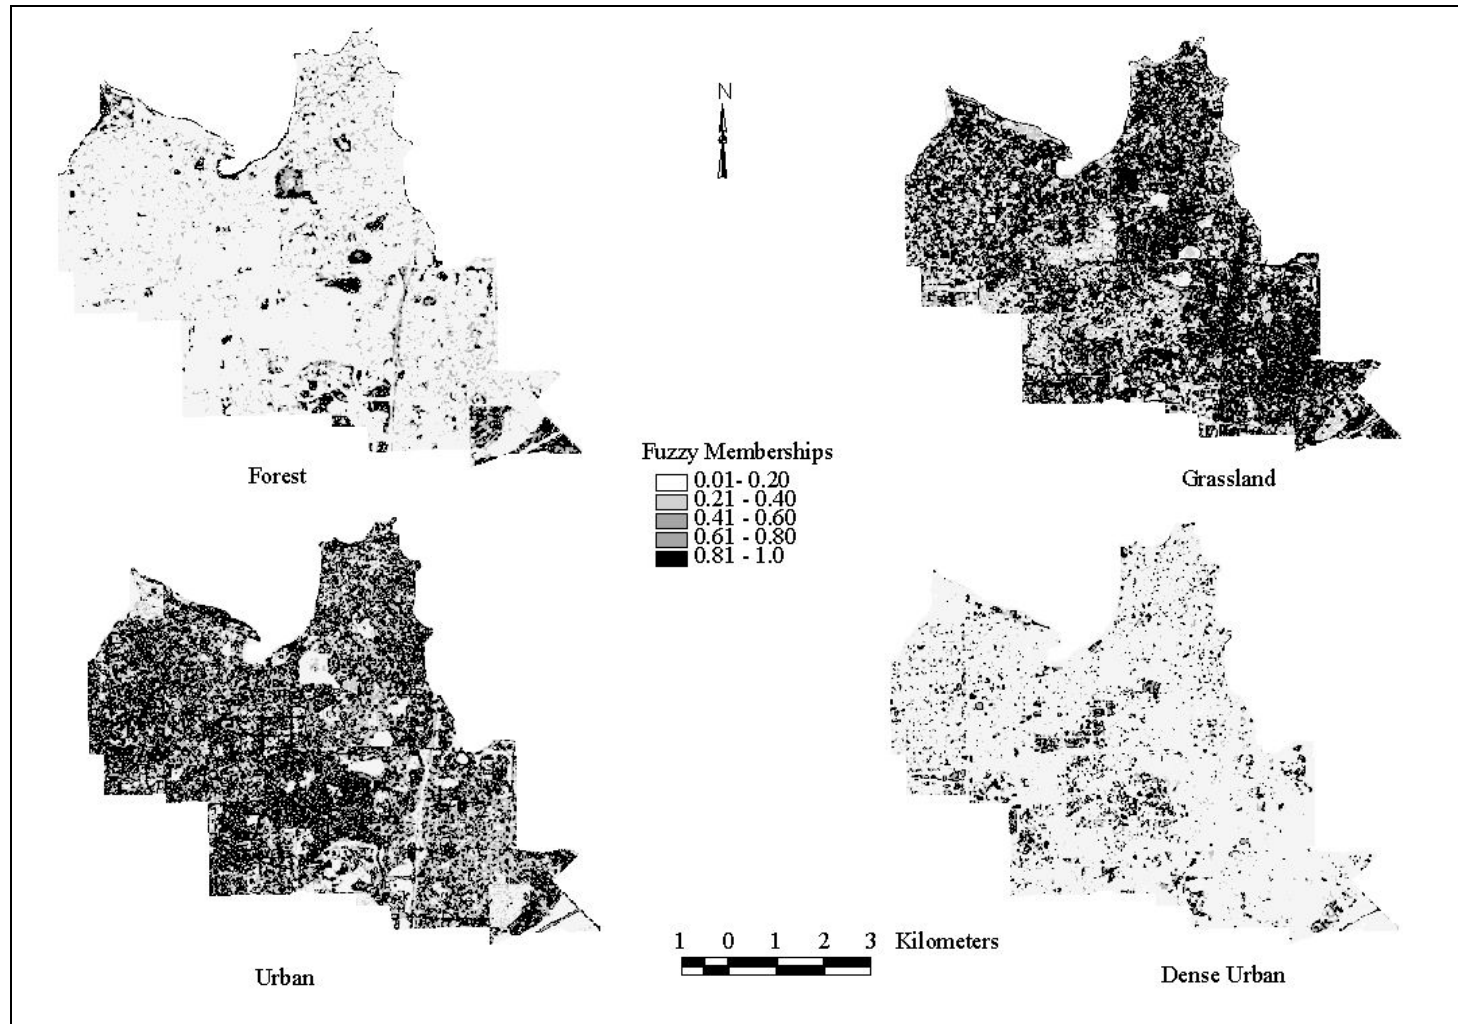 N
Fuzzy Memberships
0.01- 0.20
0.21 - 0.40
0.41 - 0.60
0.61 - 0.80
0.81 - 1.0
Forest
Grassland
1 0 1 2 3 Kilometers
Urban
Dense Urban